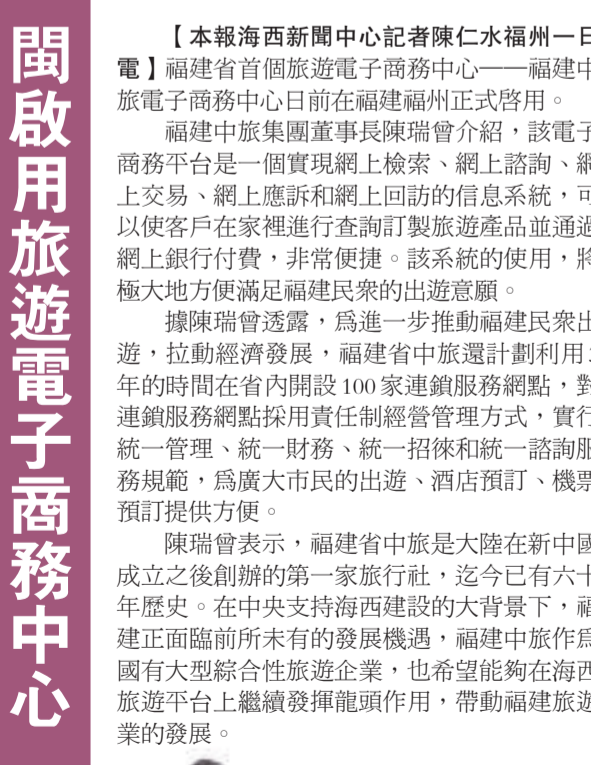 閩啟用旅遊電子商務中心
【本報海西新聞中心記者陳仁水福州一日
電】福建省首個旅遊電子商務中心——福建中
旅電子商務中心日前在福建福州正式啓用。
福建中旅集團董事長陳瑞曾介紹，該電子
商務平台是一個實現網上檢索、網上諮詢、網
上交易、網上應訴和網上回訪的信息系統，可
以使客戶在家裡進行查詢訂製旅遊產品並通過
網上銀行付費，非常便捷。該系統的使用，將
極大地方便滿足福建民衆的出遊意願。
據陳瑞曾透露，爲進一步推動福建民衆出
遊，拉動經濟發展，福建省中旅還計劃利用
年的時間在省內開設100家連鎖服務網點，對
連鎖服務網點採用責任制經營管理方式，實行
統一管理、統一財務、統一招徠和統一諮詢服
務規範，爲廣大市民的出遊、酒店預訂、機票
預訂提供方便。
陳瑞曾表示，福建省中旅是大陸在新中國
成立之後創辦的第一家旅行社，迄今已有六十
年歷史。在中央支持海西建設的大背景下，福
建正面臨前所未有的發展機遇，福建中旅作爲
國有大型綜合性旅遊企業，也希望能夠在海西
旅遊平台上繼續發揮龍頭作用，帶動福建旅遊
業的發展。